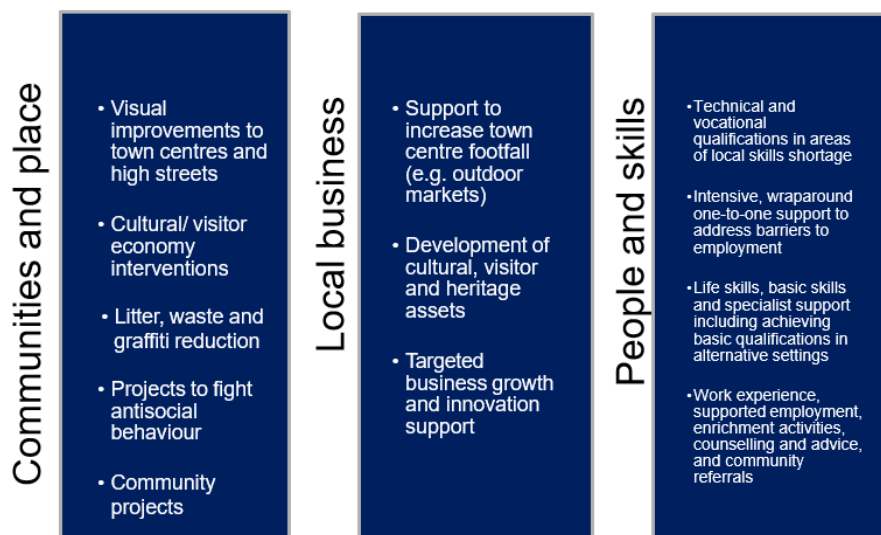 Communities and place
• Visual
improvements to
town centres and
high streets
• Cultural/ visitor
economy
interventions
• Litter, waste and
graffiti reduction
• Projects to fight
antisocial
behaviour
• Community
projects
Local business
• Support to
increase town
centre footfall
(e.g. outdoor
markets)
• Development of
cultural, visitor
and heritage
assets
• Targeted
business growth
and innovation
support
People and skills
•Technical and
vocational
qualifications in areas
of local skills shortage
•Intensive, wraparound
one-to-one support to
address barriers to
employment
•Life skills, basic skills
and specialist support
including achieving
basic qualifications in
alternative settings
•Work experience,
supported employment,
enrichment activities,
counselling and advice,
and community
referrals